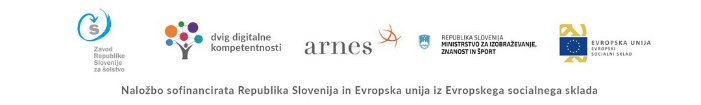 Zavod
Republike
Slovenije
za šolstvo
dvig digitalne
kompetentnosti
arnes
REPUBLIKA SLOVENIJA
MINISTRSTVO ZA IZOBRAŽEVANJE,
ZNANOST IN ŠPORT
EVROPSKA UNIJA
EVROPSKI
SOCIALNI SKLAD
Naložbo sofinancirata Republika Slovenija in Evropska unija iz Evropskega socialnega sklada